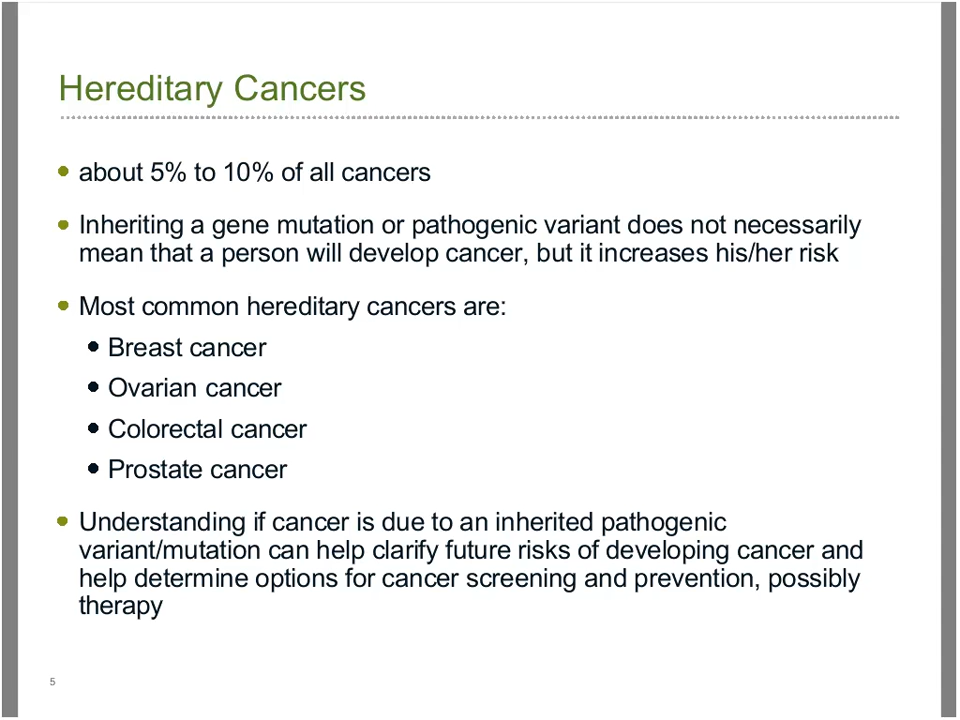 Hereditary Cancers
• about 5% to 10% of all cancers
• Inheriting a gene mutation or pathogenic variant does not necessarily
mean that a person will develop cancer, but it increases his/her risk
• Most common hereditary cancers are:
• Breast cancer
• Ovarian cancer
• Colorectal cancer
• Prostate cancer
• Understanding if cancer is due to an inherited pathogenic
variant/mutation can help clarify future risks of developing cancer and
help determine options for cancer screening and prevention, possibly
therapy
5